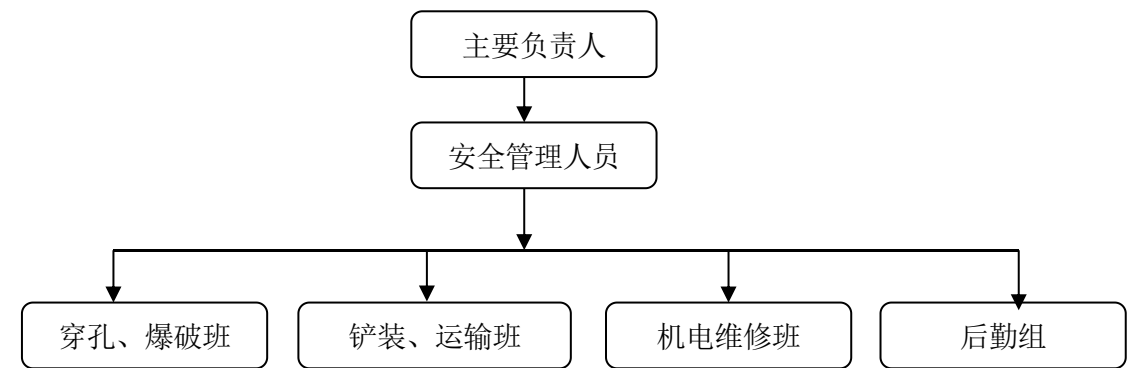 主要负责人
安全管理人员
穿孔、爆破班
铲装、运输班
机电维修班
后勤组